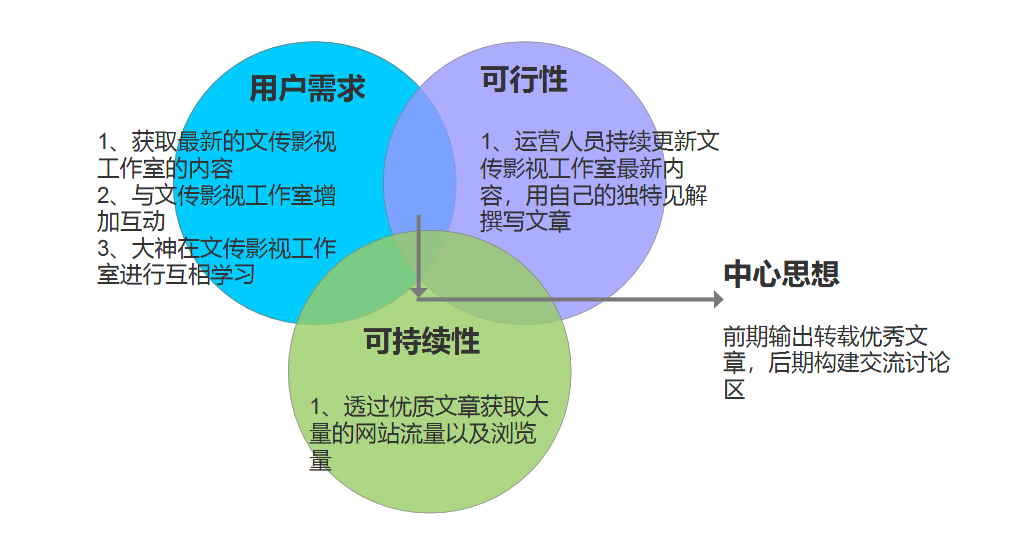 用户需求
1、获取最新的文传影视
工作室的内容
2、与文传影视工作室增
加互动
3、大神在文传影视工作
室进行互相学习
可行性
1、运营人员持续更新文
传影视工作室最新内
容，用自己的独特见解
撰写文章
可持续性
1、透过优质文章获取大
量的网站流量以及浏览
量
中心思想
前期输出转载优秀文
章，后期构建交流讨论
区